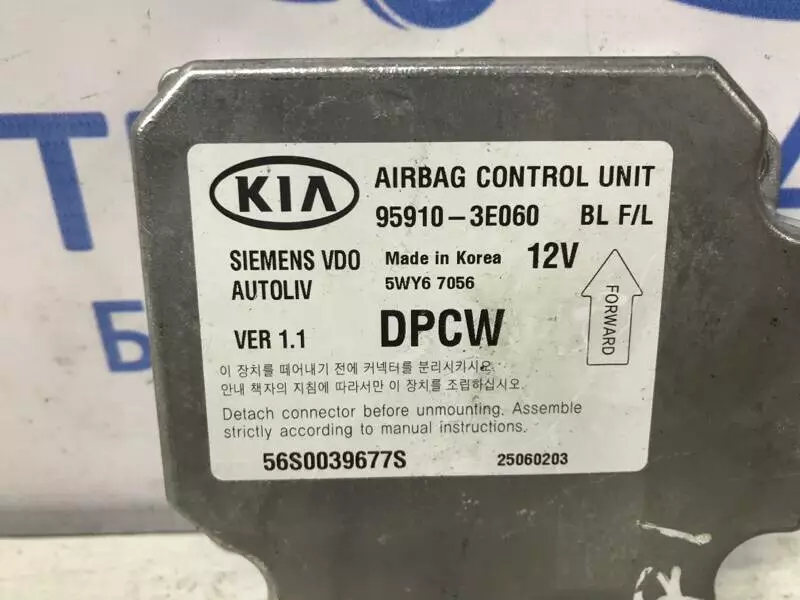 KIA AIRBAG CONTROL UNIT
95910-3E060 BL F/L
SIEMENS VDO Made in Korea 12V
AUTOLIV 5WY6 7056
FORWARD
VER 1.1 DPCW
이 장치를 떼어내기 전에 커넥터를 분리시키시오.
안내 책자의 지침에 따라서만 이 장치를 조립하십시오.
Detach connector before unmounting. Assemble
strictly according to manual instructions.
56S0039677S 25060203